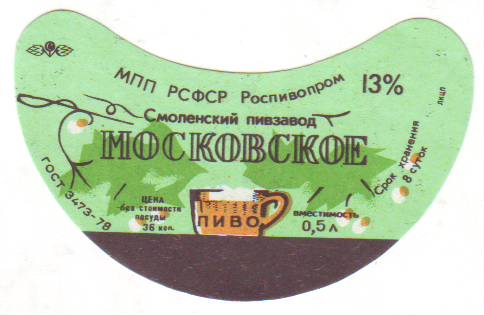 МПП РСФСР Роспивопром
13%
ЛКЦП
Смоленский пивзавод
МОСКОВСКОЕ
ГОСТ 3473-78
Срок хранения
8 суток
ЦЕНА
без стоимости
посуды
36 коп.
ПИВО
вместимость
0,5 л